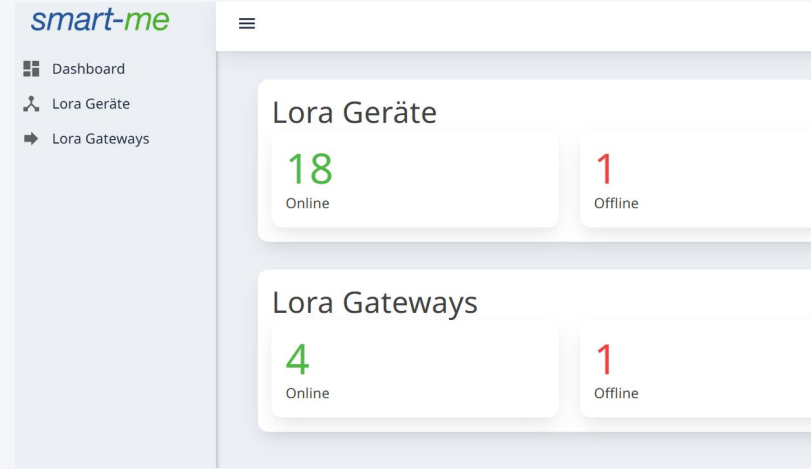 smart-me
Dashboard
Lora Geräte
Lora Gateways
Lora Geräte
18
Online
1
Offline
Lora Gateways
4
Online
1
Offline